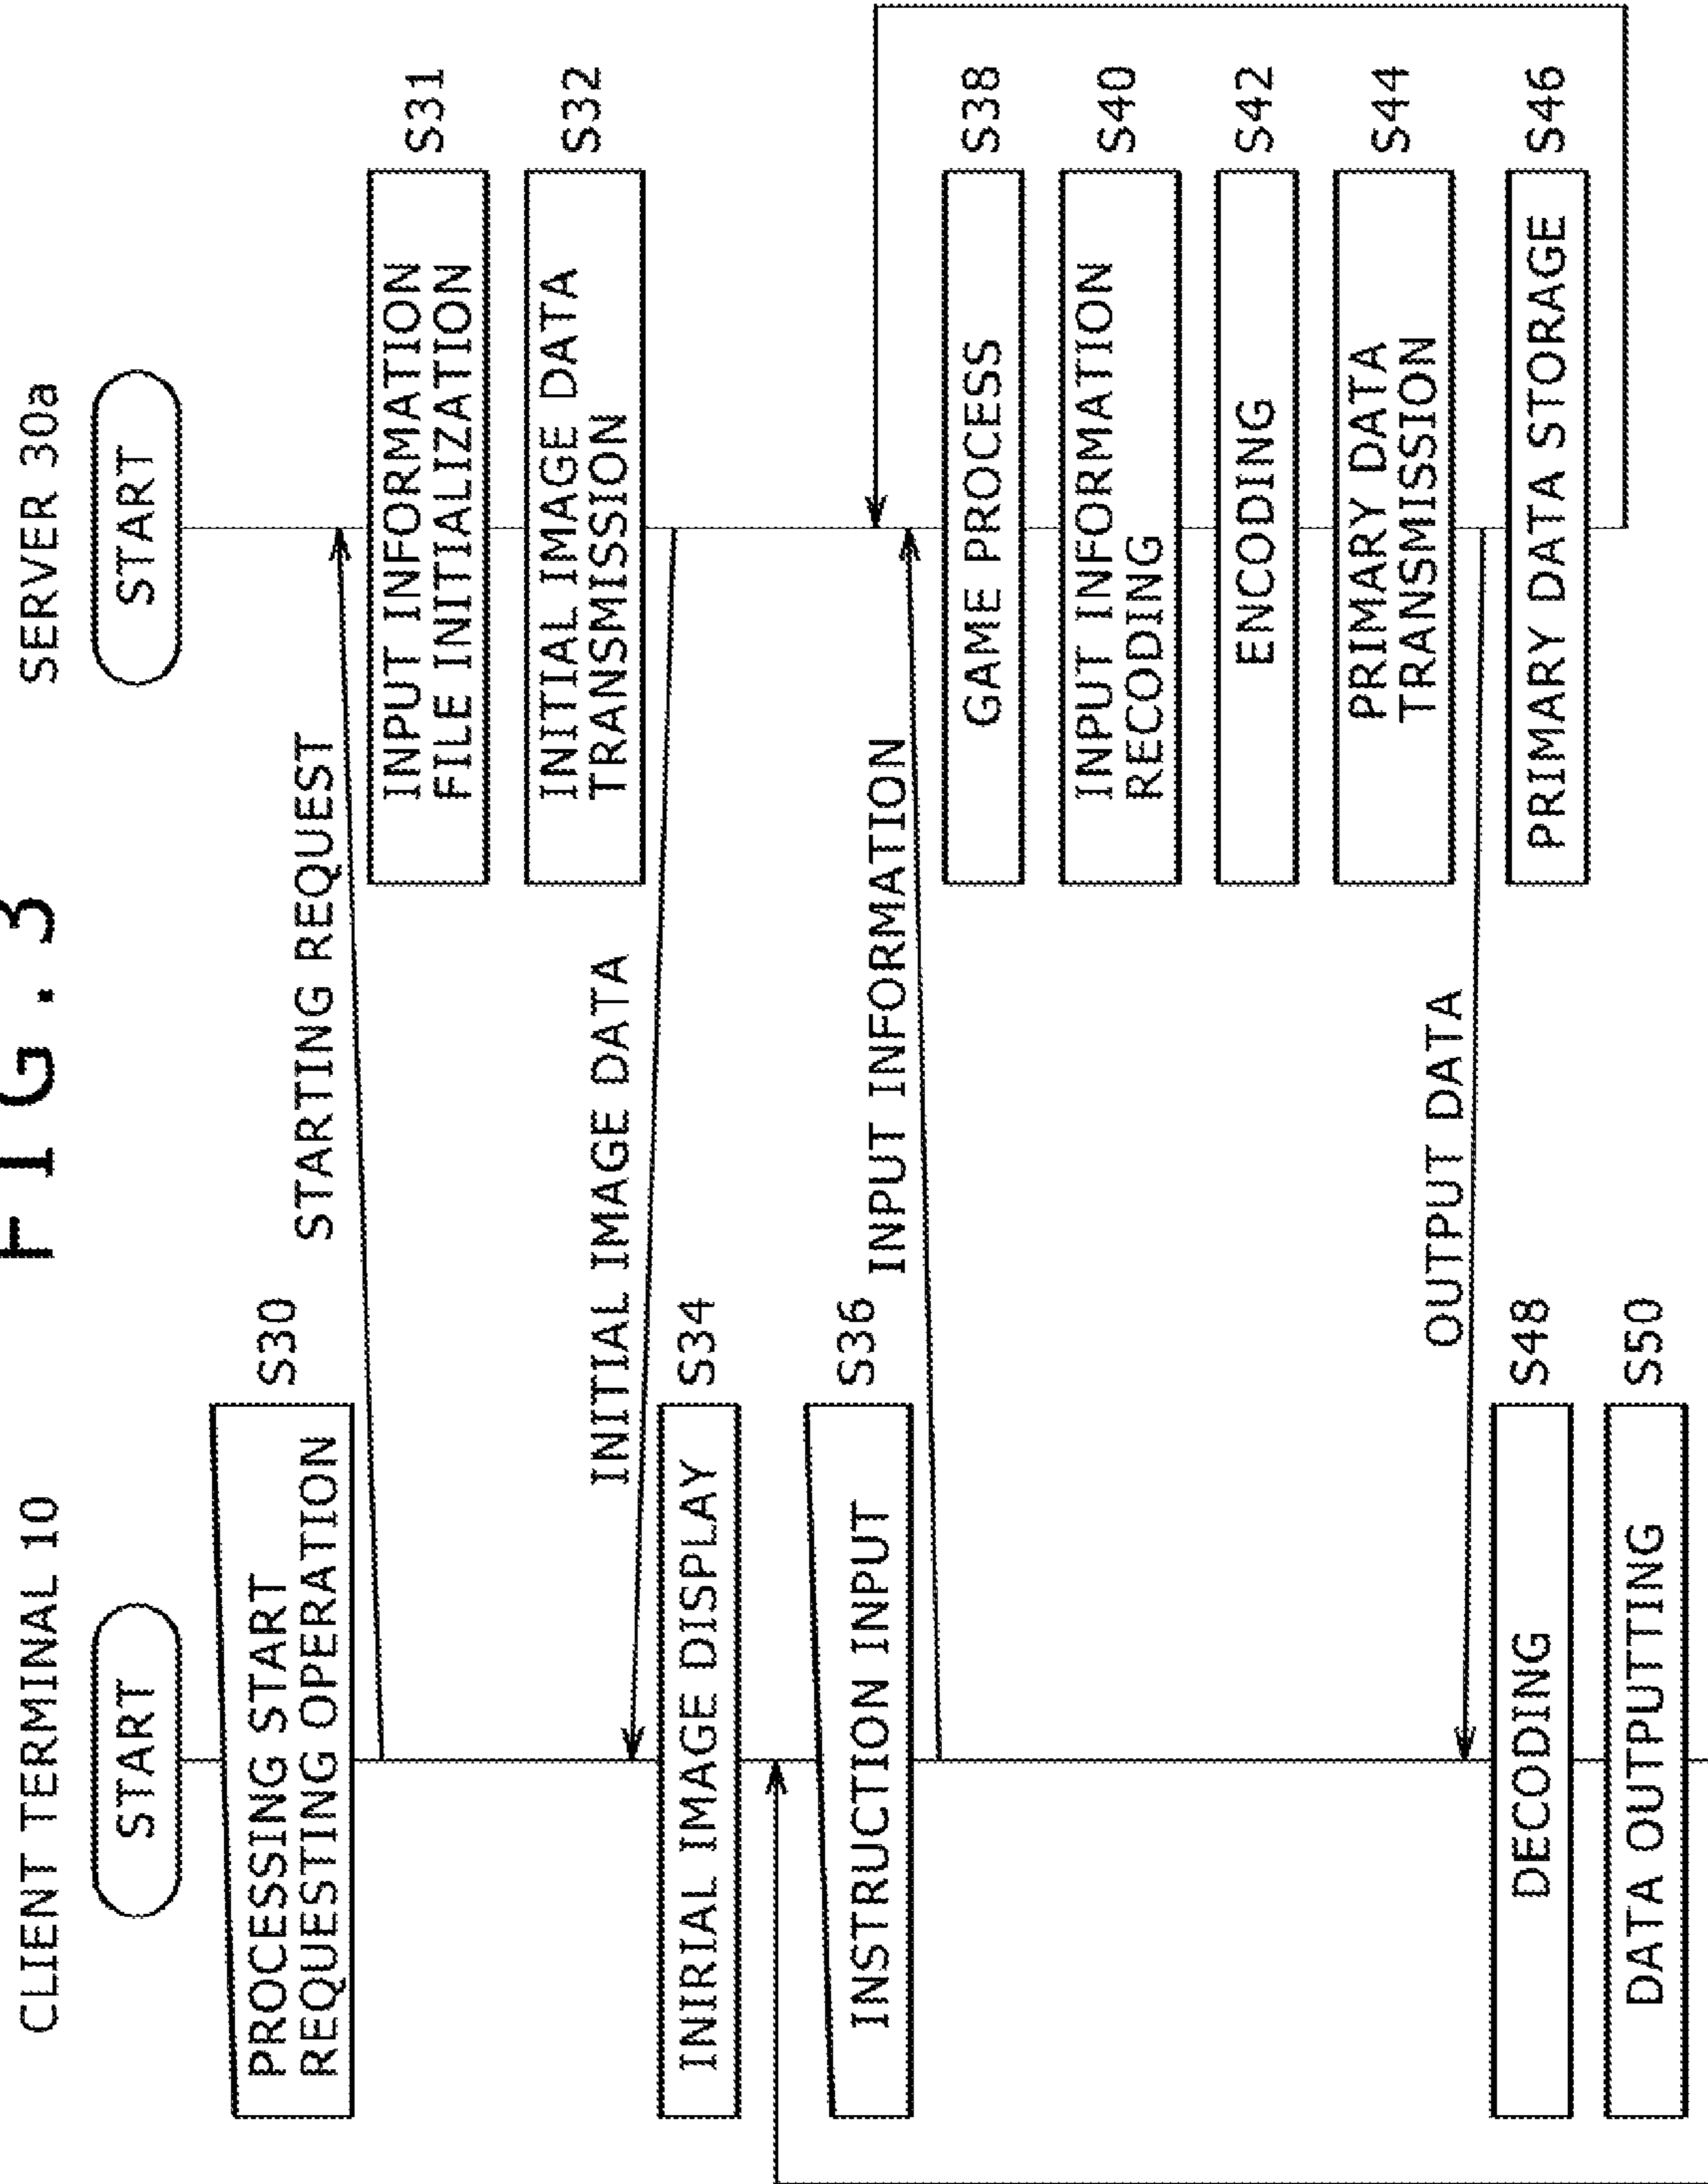 FIG. 3
CLIENT TERMINAL 10
SERVER 30a
START
START
PROCESSING START
REQUESTING OPERATION
S30
STARTING REQUEST
INPUT INFORMATION
FILE INITIALIZATION
S31
INITIAL IMAGE DATA
TRANSMISSION
S32
INITIAL IMAGE DATA
INIRIAL IMAGE DISPLAY
S34
INSTRUCTION INPUT
S36
INPUT INFORMATION
GAME PROCESS
S38
INPUT INFORMATION
RECODING
S40
ENCODING
S42
PRIMARY DATA
TRANSMISSION
S44
OUTPUT DATA
PRIMARY DATA STORAGE
S46
DECODING
S48
DATA OUTPUTTING
S50